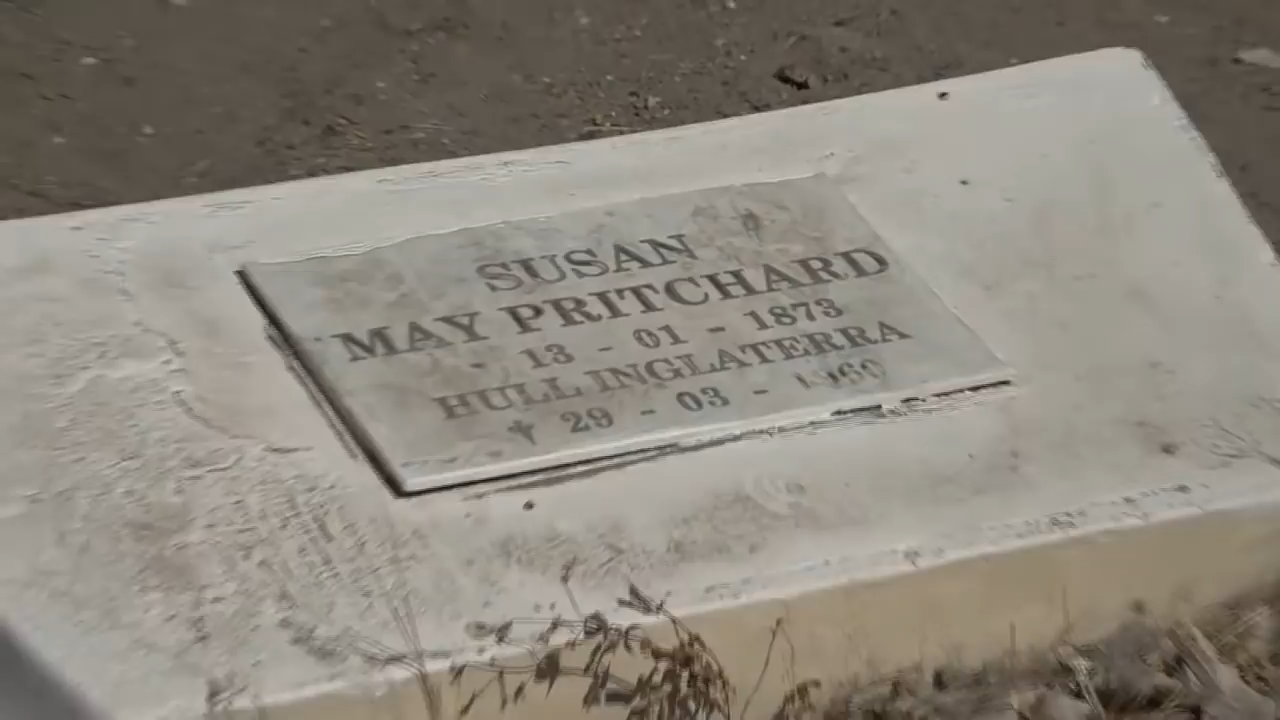 SUSAN
MAY PRITCHARD
- 13 - 01 - 1873
HULL INGLATERRA
✝ 29 - 03 -